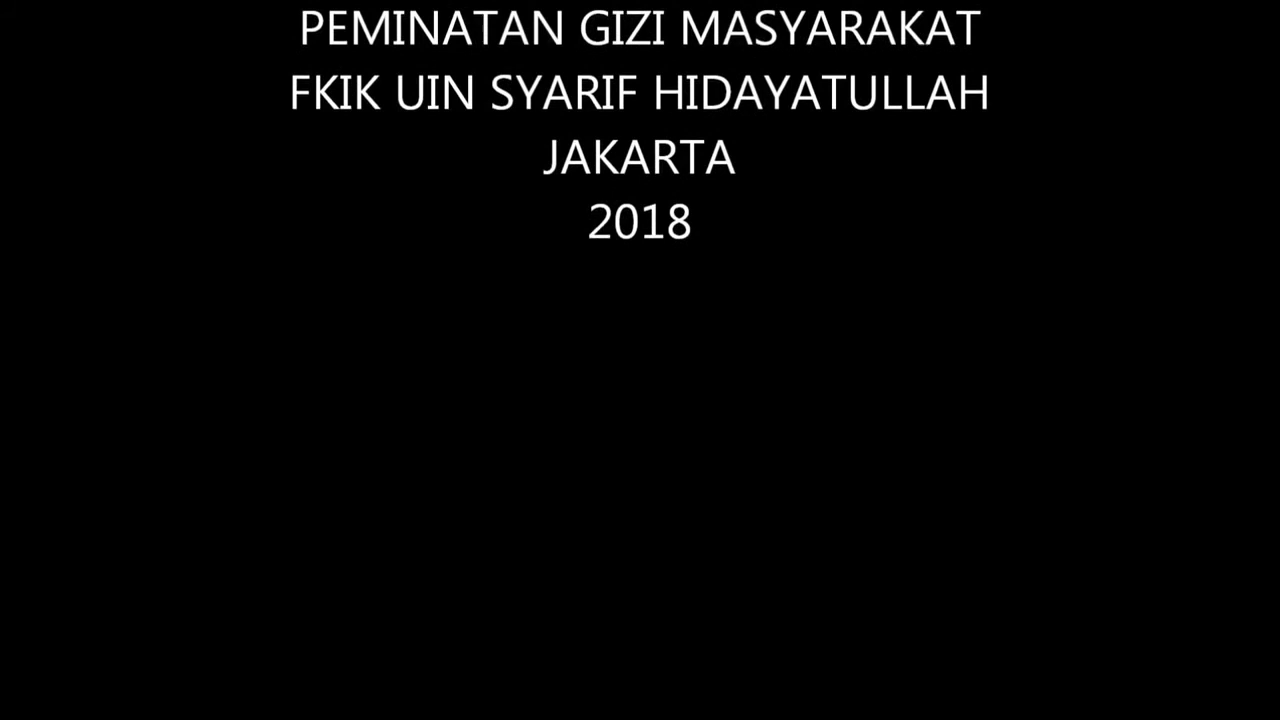 PEMINATAN GIZI MASYARAKAT
FKIK UIN SYARIF HIDAYATULLAH
JAKARTA
2018